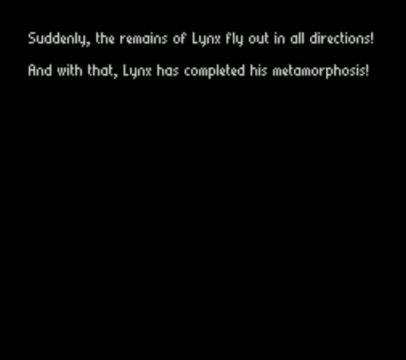 Suddenly, the remains of Lynx fly out in all directions!
And with that, Lynx has completed his metamorphosis!